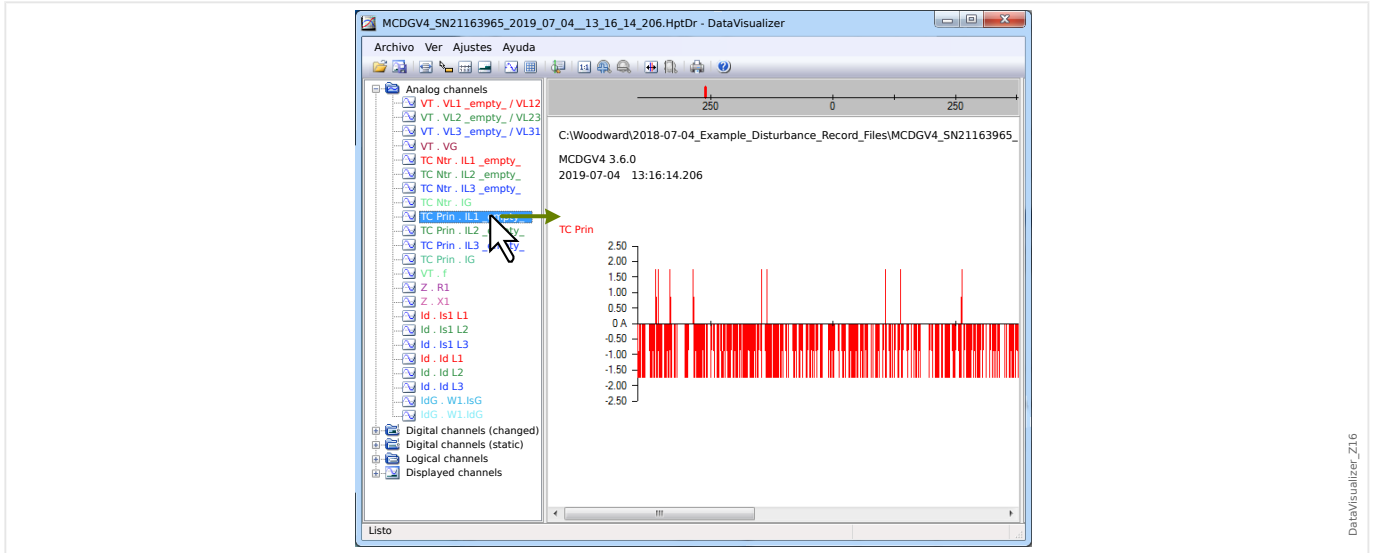 MCDGV4_SN21163965_2019_07_04__13_16_14_206.HptDr - DataVisualizer
Archivo Ver Ajustes Ayuda
1:1
Analog channels
VT . VL1 _empty_ / VL12
VT . VL2 _empty_ / VL23
VT . VL3 _empty_ / VL31
VT . VG
TC Ntr . IL1 _empty_
TC Ntr . IL2 _empty_
TC Ntr . IL3 _empty_
TC Ntr . IG
TC Prin . IL1
TC Prin . IL2
TC Prin . IL3
TC Prin . IG
VT . f
Z . R1
Z . X1
Id . Is1 L1
Id . Is1 L2
Id . Is1 L3
Id . Id L1
Id . Id L2
Id . Id L3
IdG . W1.IsG
IdG . W1.IdG
Digital channels (changed)
Digital channels (static)
Logical channels
Displayed channels
250 0 250
C:\Woodward\2018-07-04_Example_Disturbance_Record_Files\MCDGV4_SN21163965_
MCDGV4 3.6.0
2019-07-04 13:16:14.206
TC Prin
2.50
2.00
1.50
1.00
0.50
0 A
-0.50
-1.00
-1.50
-2.00
-2.50
Listo
DataVisualizer_Z16